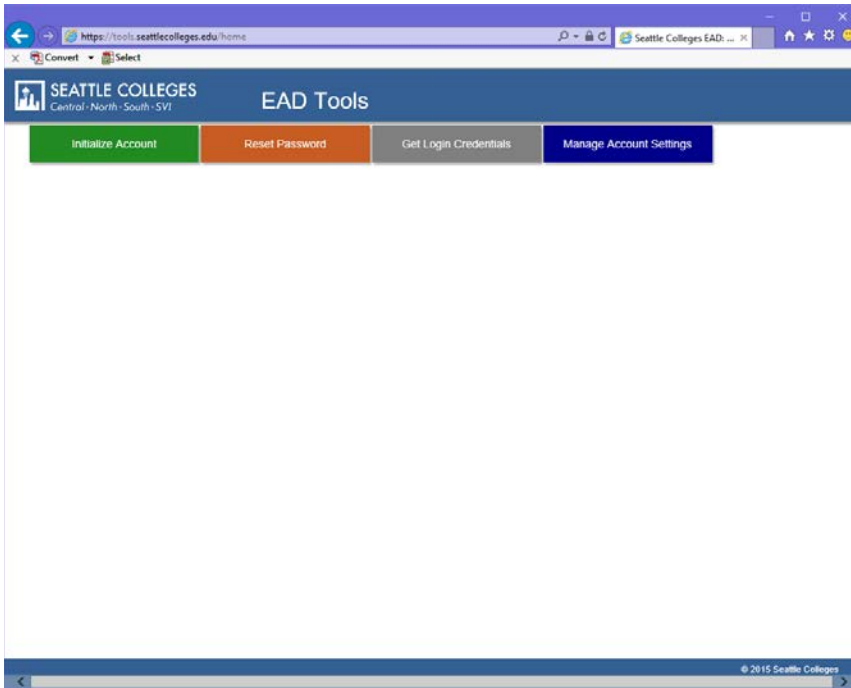 https://tools.seattlecolleges.edu/home
Seattle Colleges EAD: ...
Convert Select
SEATTLE COLLEGES
Central · North · South · SVI
EAD Tools
Initialize Account Reset Password Get Login Credentials Manage Account Settings
© 2015 Seattle Colleges